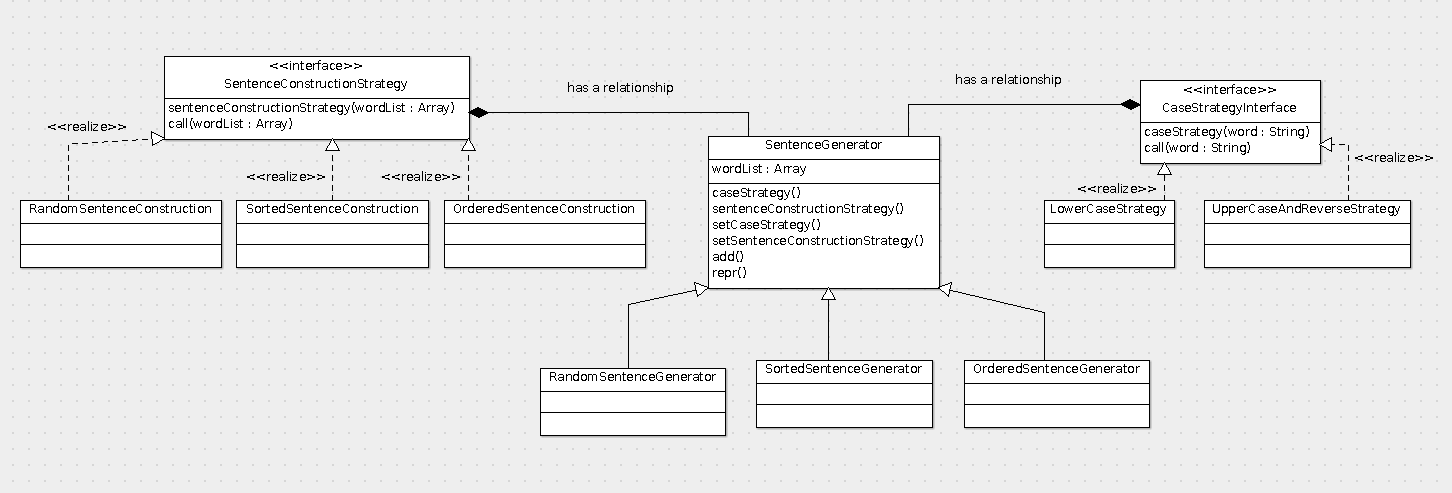 <<interface>>
SentenceConstructionStrategy
sentenceConstructionStrategy(wordList : Array)
call(wordList : Array)
has a relationship
has a relationship
<<interface>>
CaseStrategyInterface
caseStrategy(word : String)
call(word : String)
<<realize>>
<<realize>>
<<realize>>
SentenceGenerator
wordList : Array
caseStrategy()
sentenceConstructionStrategy()
setCaseStrategy()
setSentenceConstructionStrategy()
add()
repr()
<<realize>>
<<realize>>
RandomSentenceConstruction
SortedSentenceConstruction
OrderedSentenceConstruction
LowerCaseStrategy
UpperCaseAndReverseStrategy
RandomSentenceGenerator
SortedSentenceGenerator
OrderedSentenceGenerator